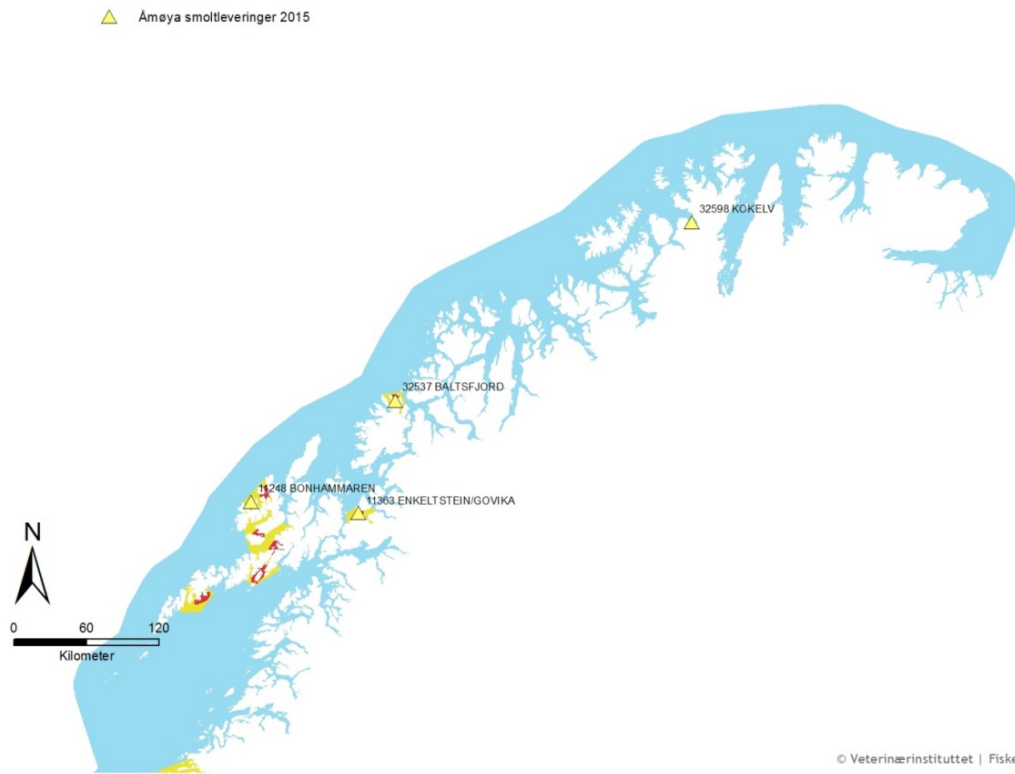 Åmøya smoltleveringer 2015
32598 KOKELV
32537 BALTSFJORD
11248 BONHAMMAREN
11363 ENKELTSTEIN/GOVIKA
N
0 60 120
Kilometer
© Veterinærinstituttet | Fiske